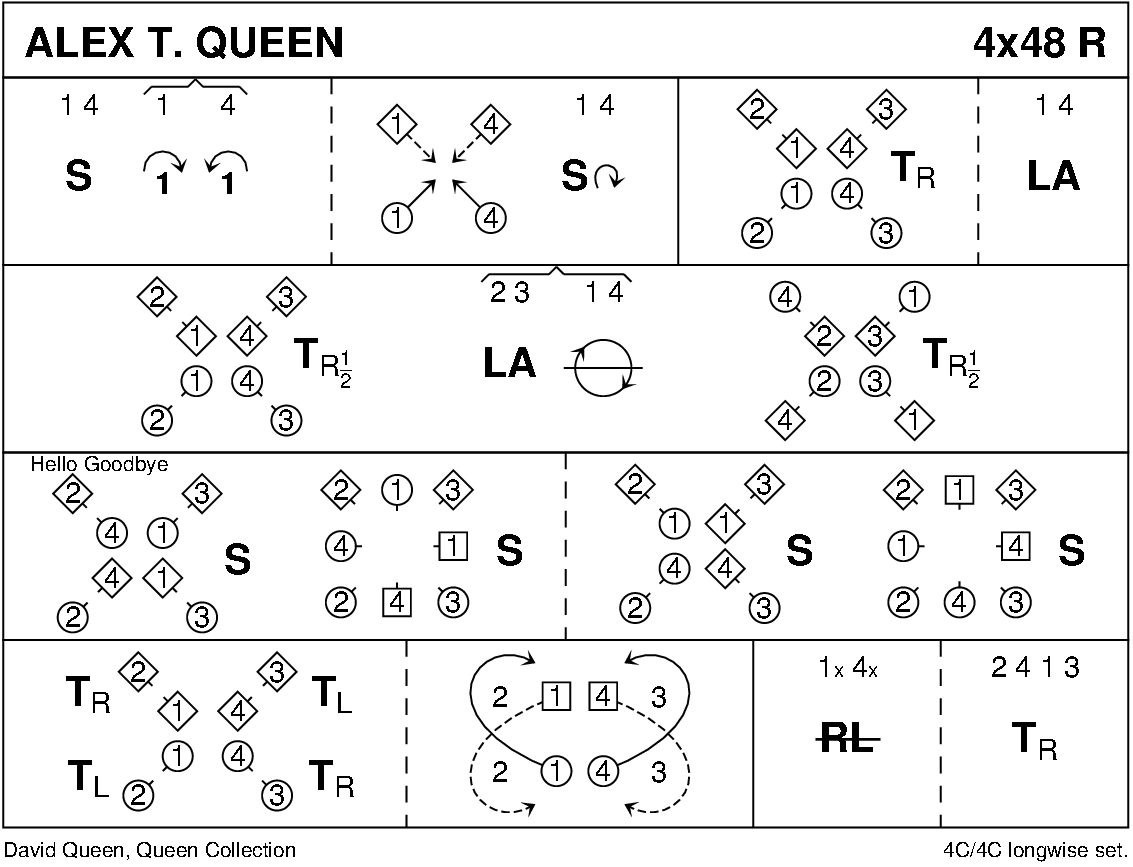 ALEX T. QUEEN 4x48 R
1 4 1 4 1 4 2 3 1 4
S 1 1 1 4 S 1 4 T R LA
1 4 1 4 2 3
2 3 2 3 1 4 4 1
1 4 T R 1 2 LA 2 3 T R 1 2
1 4 2 3
2 3 4 1
Hello Goodbye
2 3 2 1 3 2 3 2 1 3
4 1 S 4 1 S 1 1 S 1 4 S
4 1 4 4
2 3 2 4 3 2 3 2 4 3
2 3 1x 4x 2 4 1 3
T R 1 4 T L 2 1 4 3 RL T R
T L 1 4 T R 2 1 4 3
2 3
David Queen, Queen Collection 4C/4C longwise set.